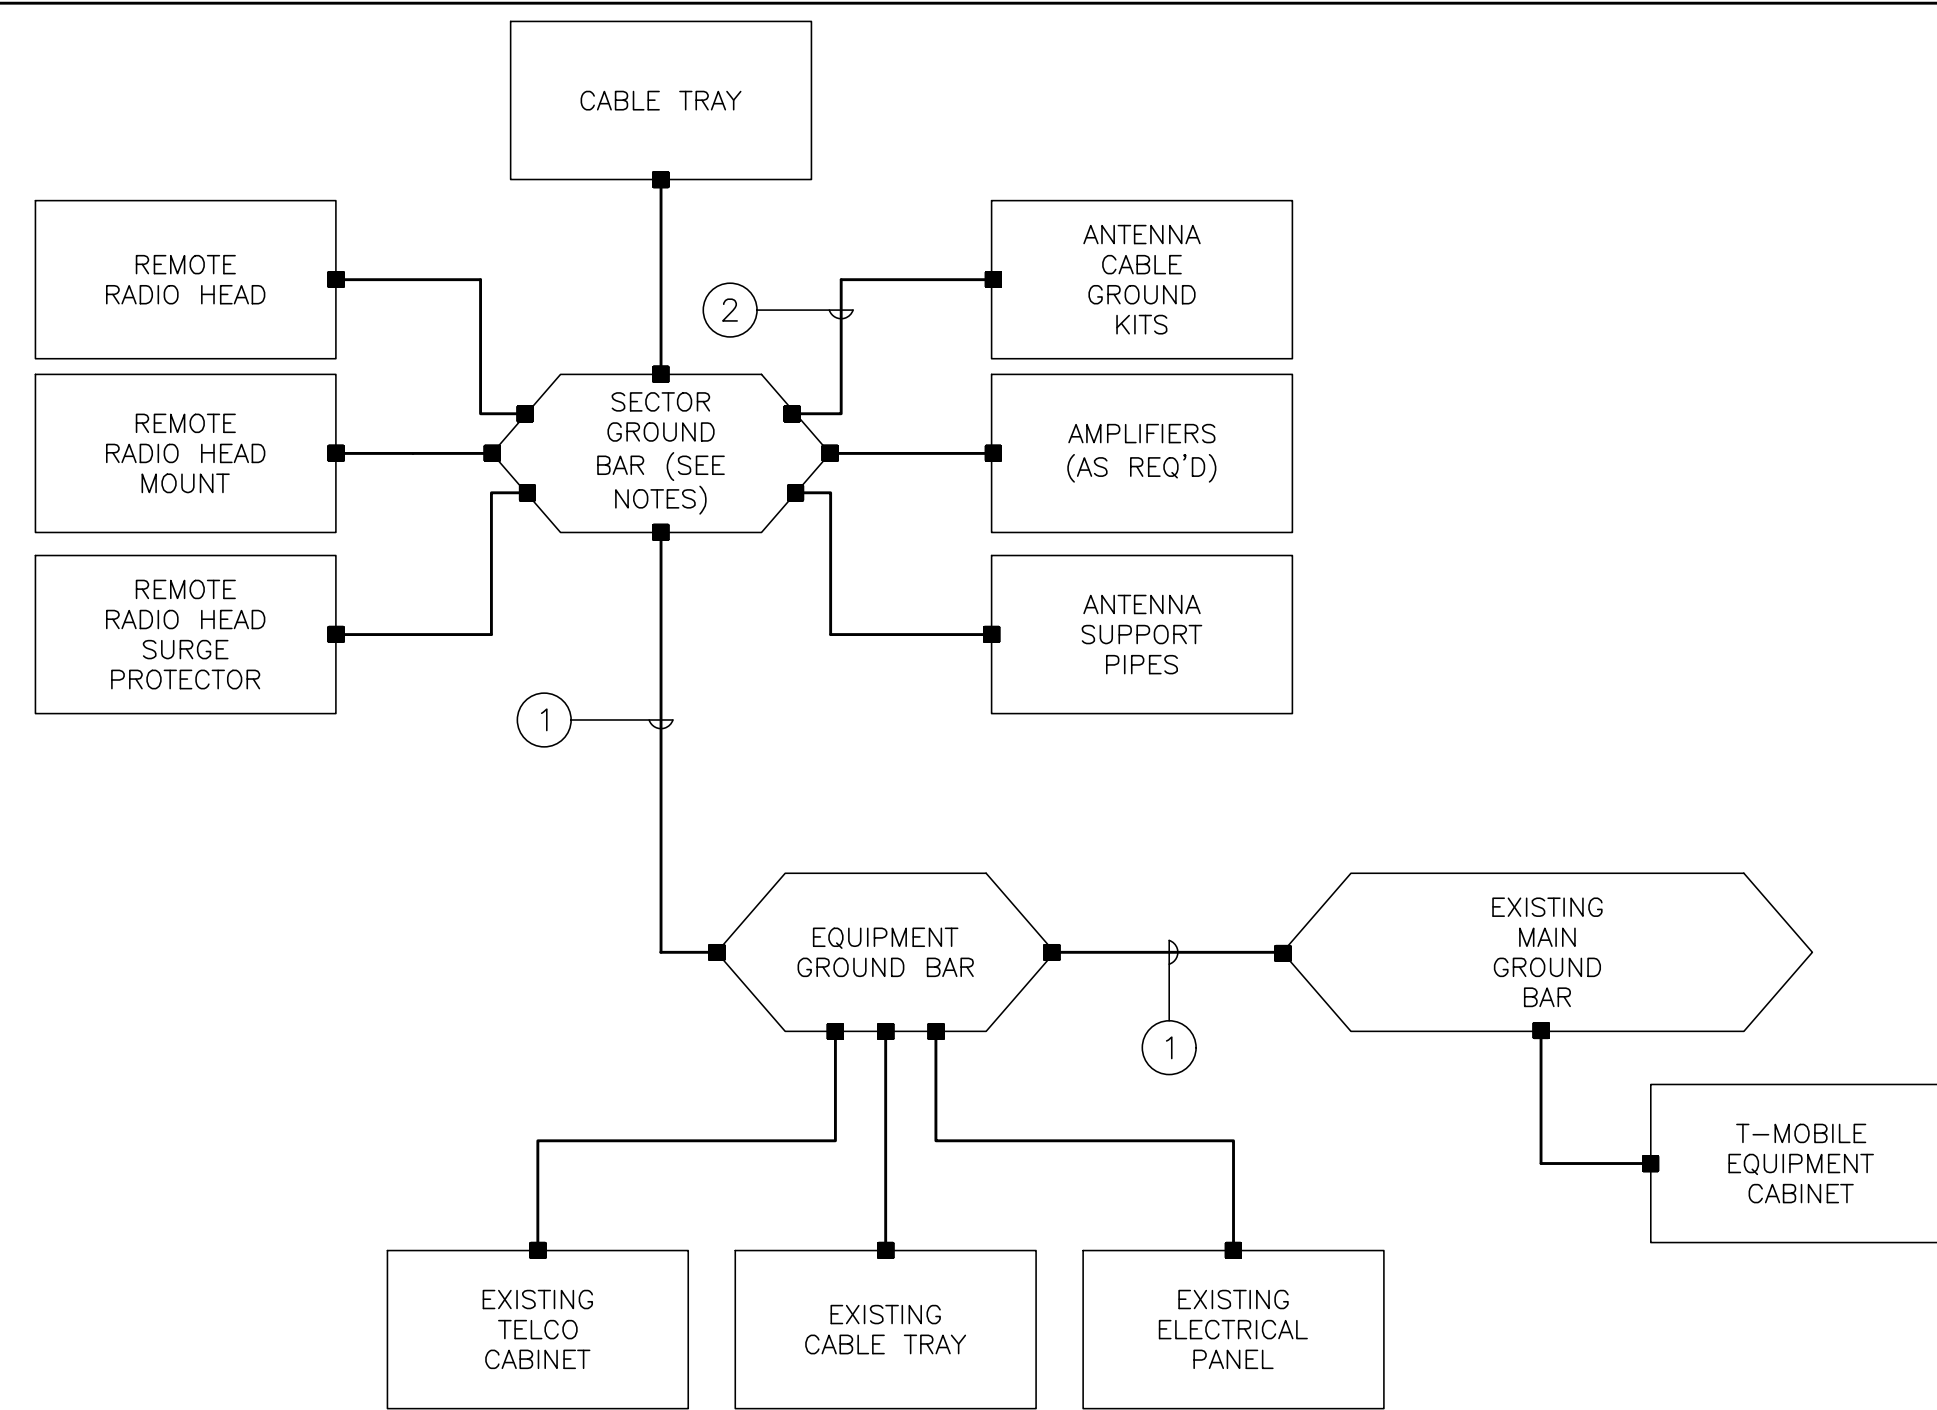 CABLE TRAY
REMOTE
RADIO HEAD
ANTENNA
CABLE
GROUND
KITS
2
REMOTE
RADIO HEAD
MOUNT
SECTOR
GROUND
BAR (SEE
NOTES)
AMPLIFIERS
(AS REQ'D)
REMOTE
RADIO HEAD
SURGE
PROTECTOR
ANTENNA
SUPPORT
PIPES
1
EQUIPMENT
GROUND BAR
EXISTING
MAIN
GROUND
BAR
1
T-MOBILE
EQUIPMENT
CABINET
EXISTING
TELCO
CABINET
EXISTING
CABLE TRAY
EXISTING
ELECTRICAL
PANEL